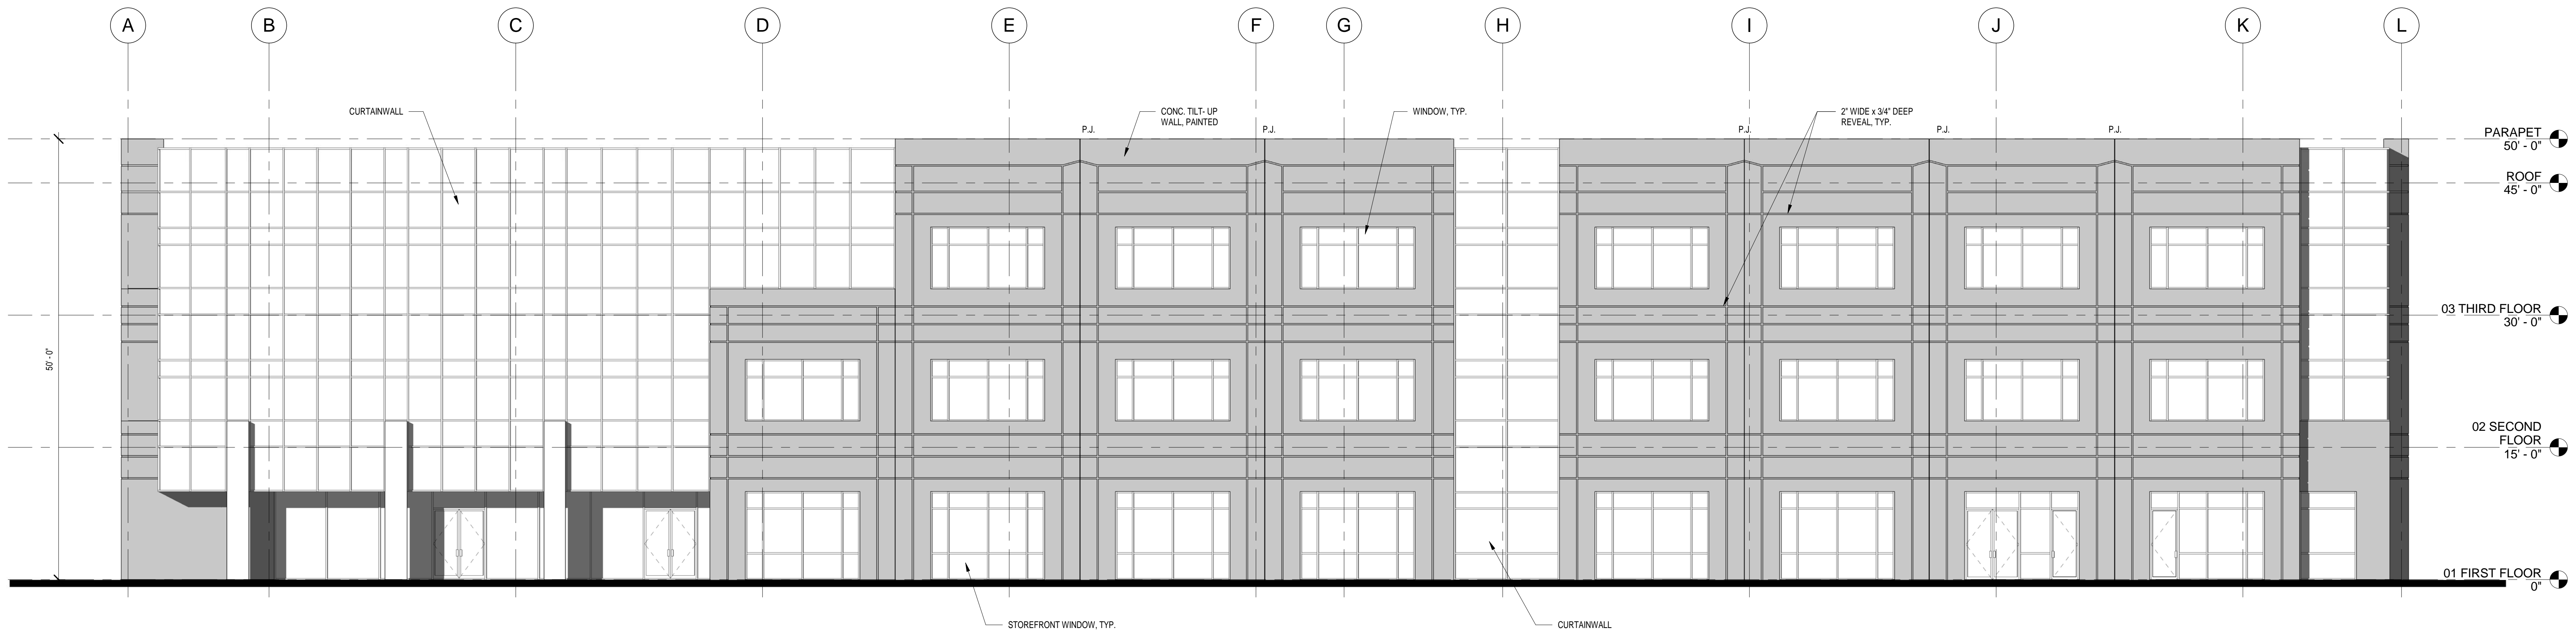 A B C D E F G H I J K L
CURTAINWALL
CONC. TILT- UP
WALL, PAINTED
WINDOW, TYP.
2" WIDE x 3/4" DEEP
REVEAL, TYP.
P.J. P.J. P.J. P.J. P.J.
PARAPET
50' - 0"
ROOF
45' - 0"
03 THIRD FLOOR
30' - 0"
50' - 0"
02 SECOND
FLOOR
15' - 0"
01 FIRST FLOOR
0"
STOREFRONT WINDOW, TYP.
CURTAINWALL